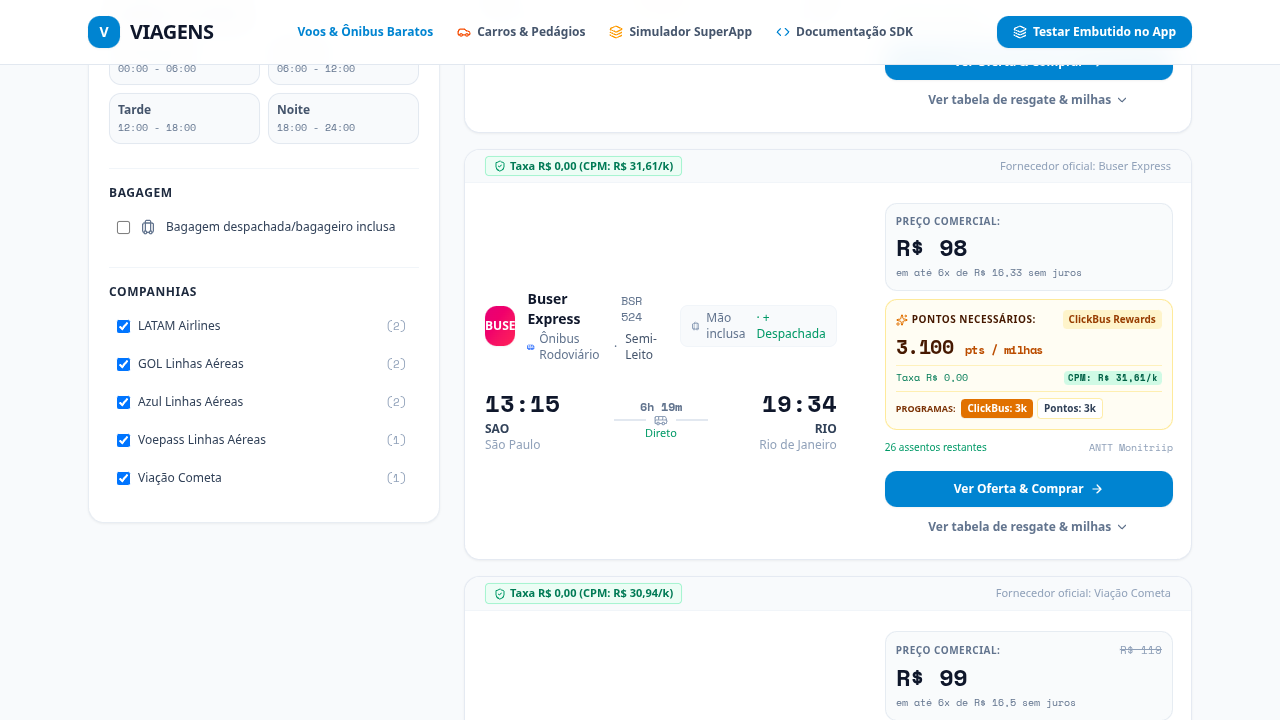 V VIAGENS
Voos & Ônibus Baratos
Carros & Pedágios
Simulador SuperApp
Documentação SDK
Testar Embutido no App
00:00 - 06:00
06:00 - 12:00
Tarde
12:00 - 18:00
Noite
18:00 - 24:00
BAGAGEM
Bagagem despachada/bagageiro inclusa
COMPANHIAS
LATAM Airlines (2)
GOL Linhas Aéreas (2)
Azul Linhas Aéreas (2)
Voepass Linhas Aéreas (1)
Viação Cometa (1)
Ver Oferta & Comprar
Ver tabela de resgate & milhas
Taxa R$ 0,00 (CPM: R$ 31,61/k)
Fornecedor oficial: Buser Express
BUSE
Buser
Express
BSR
524
Ônibus
Rodoviário
·
Semi-
Leito
Mão
inclusa
· +
Despachada
13:15
SAO
São Paulo
6h 19m
Direto
19:34
RIO
Rio de Janeiro
PREÇO COMERCIAL:
R$ 98
em até 6x de R$ 16,33 sem juros
PONTOS NECESSÁRIOS:
ClickBus Rewards
3.100 pts / milhas
Taxa R$ 0,00
CPM: R$ 31,61/k
PROGRAMAS:
ClickBus: 3k
Pontos: 3k
26 assentos restantes
ANTT Monitriip
Ver Oferta & Comprar
Ver tabela de resgate & milhas
Taxa R$ 0,00 (CPM: R$ 30,94/k)
Fornecedor oficial: Viação Cometa
PREÇO COMERCIAL:
R$ 119
R$ 99
em até 6x de R$ 16,5 sem juros